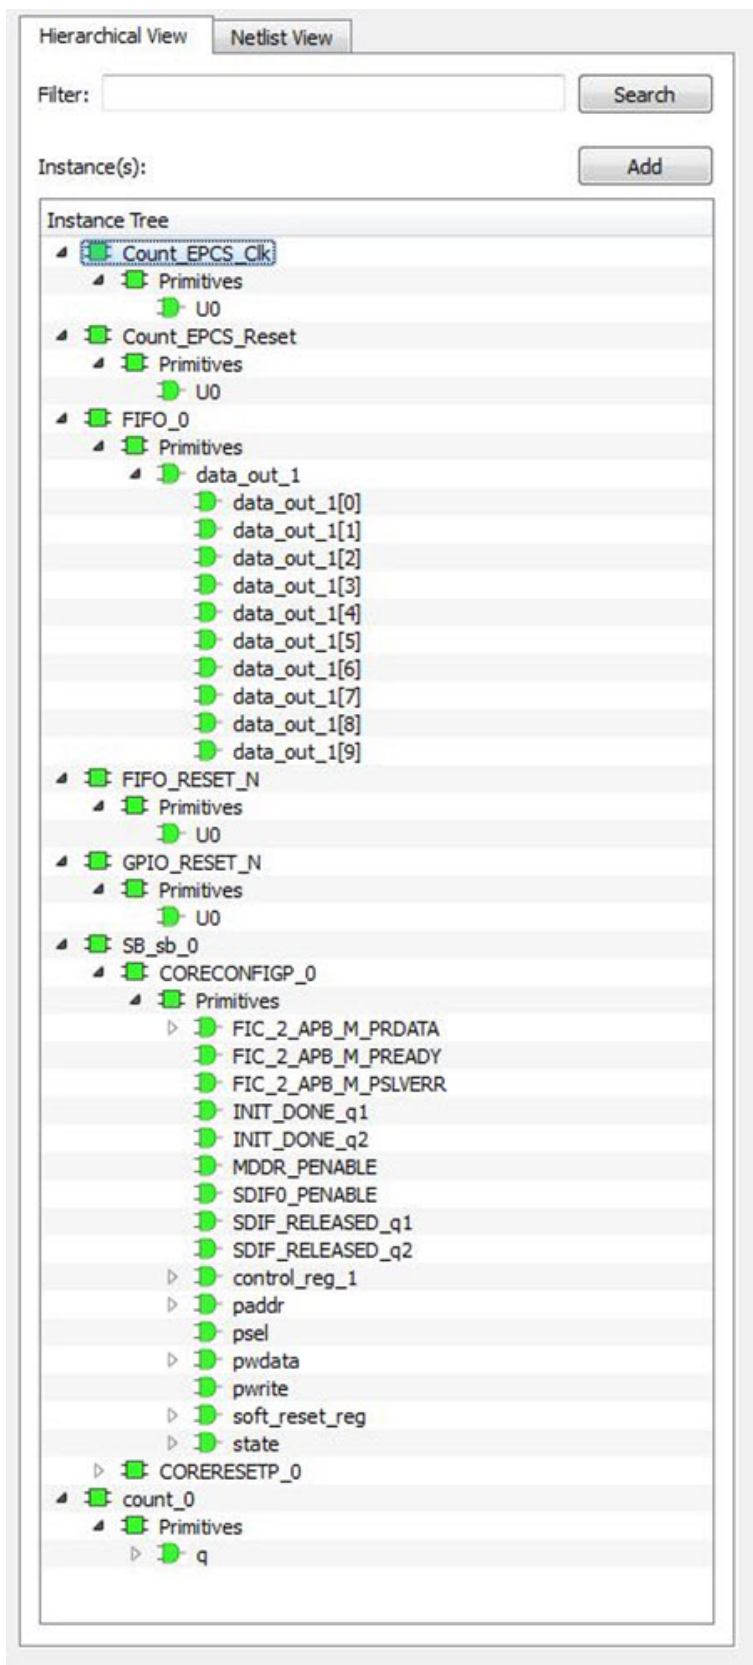 Hierarchical View Netlist View
Filter: Search
Instance(s): Add
Instance Tree
Count_EPCS_Clk
Primitives
U0
Count_EPCS_Reset
Primitives
U0
FIFO_0
Primitives
data_out_1
data_out_1[0]
data_out_1[1]
data_out_1[2]
data_out_1[3]
data_out_1[4]
data_out_1[5]
data_out_1[6]
data_out_1[7]
data_out_1[8]
data_out_1[9]
FIFO_RESET_N
Primitives
U0
GPIO_RESET_N
Primitives
U0
SB_sb_0
CORECONFIGP_0
Primitives
FIC_2_APB_M_PRDATA
FIC_2_APB_M_PREADY
FIC_2_APB_M_PSLVERR
INIT_DONE_q1
INIT_DONE_q2
MDDR_PENABLE
SDIF0_PENABLE
SDIF_RELEASED_q1
SDIF_RELEASED_q2
control_reg_1
paddr
psel
pwdata
pwrite
soft_reset_reg
state
CORERESETP_0
count_0
Primitives
q